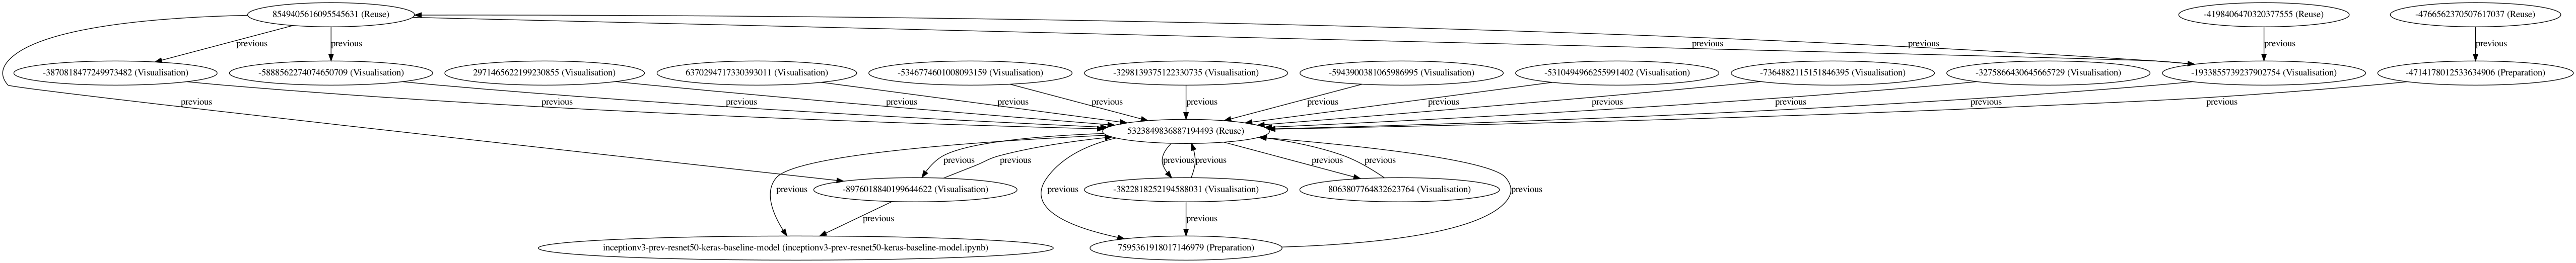 8549405616095545631 (Reuse)
-4198406470320377555 (Reuse)
-4766562370507617037 (Reuse)
previous
previous
previous
previous
previous
previous
-3870818477249973482 (Visualisation)
-5888562274074650709 (Visualisation)
2971465622199230855 (Visualisation)
6370294717330393011 (Visualisation)
-5346774601008093159 (Visualisation)
-3298139375122330735 (Visualisation)
-5943900381065986995 (Visualisation)
-5310494966255991402 (Visualisation)
-7364882115151846395 (Visualisation)
-3275866430645665729 (Visualisation)
-1933855739237902754 (Visualisation)
-4714178012533634906 (Preparation)
previous
previous
previous
previous
previous
previous
previous
previous
previous
previous
previous
previous
previous
5323849836887194493 (Reuse)
previous
previous
previous
previous
previous
previous
-8976018840199644622 (Visualisation)
-3822818252194588031 (Visualisation)
8063807764832623764 (Visualisation)
previous
previous
previous
previous
previous
inceptionv3-prev-resnet50-keras-baseline-model (inceptionv3-prev-resnet50-keras-baseline-model.ipynb)
7595361918017146979 (Preparation)